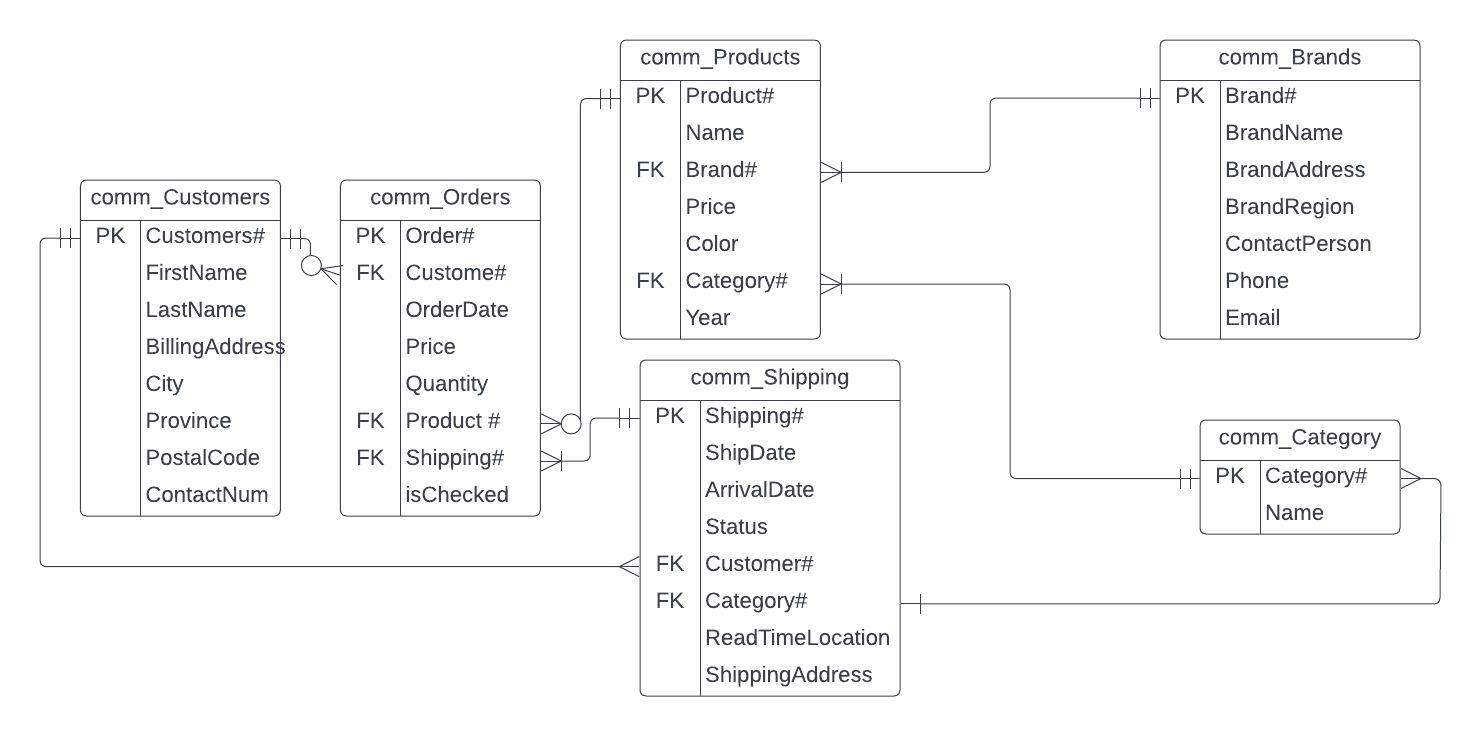 comm_Products
PK Product#
Name
FK Brand#
Price
Color
FK Category#
Year
comm_Brands
PK Brand#
BrandName
BrandAddress
BrandRegion
ContactPerson
Phone
Email
comm_Customers
PK Customers#
FirstName
LastName
BillingAddress
City
Province
PostalCode
ContactNum
comm_Orders
PK Order#
FK Custome#
OrderDate
Price
Quantity
FK Product #
FK Shipping#
isChecked
comm_Shipping
PK Shipping#
ShipDate
ArrivalDate
Status
FK Customer#
FK Category#
ReadTimeLocation
ShippingAddress
comm_Category
PK Category#
Name